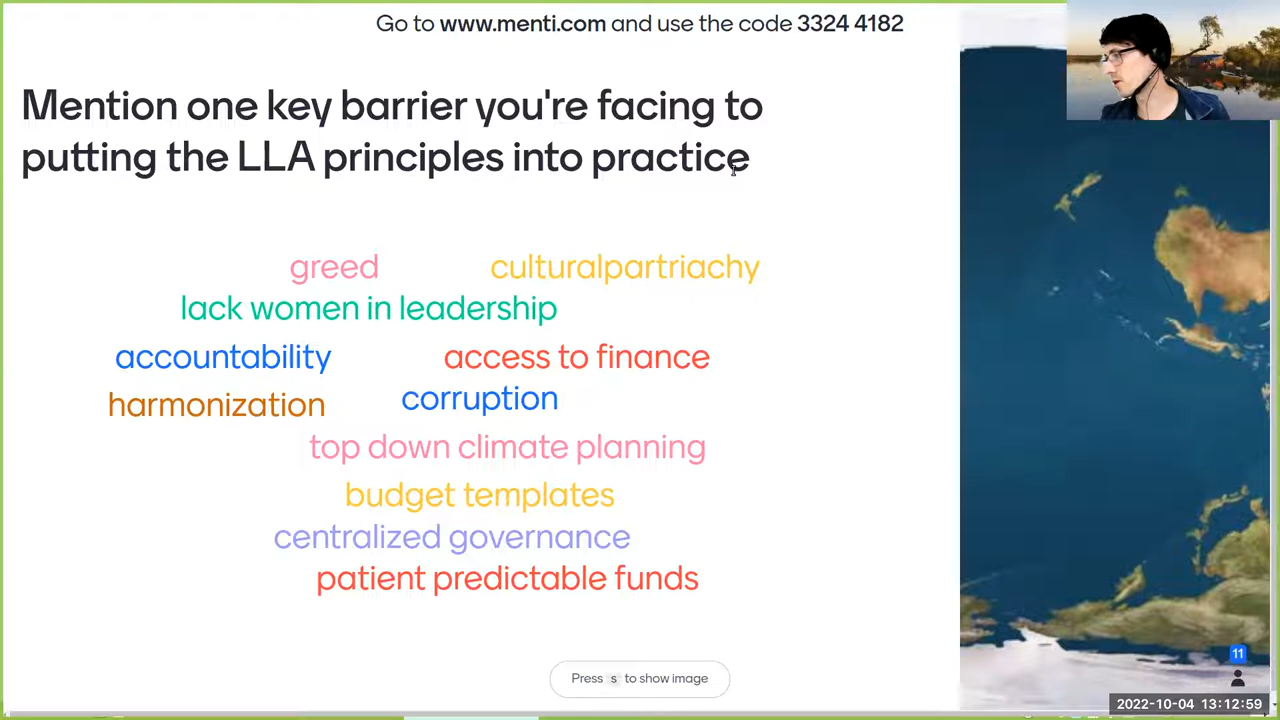 Go to www.menti.com and use the code 3324 4182
Mention one key barrier you're facing to
putting the LLA principles into practice
greed
culturalpartriachy
lack women in leadership
accountability
access to finance
harmonization
corruption
top down climate planning
budget templates
centralized governance
patient predictable funds
Press s to show image
11
2022-10-04 13:12:59